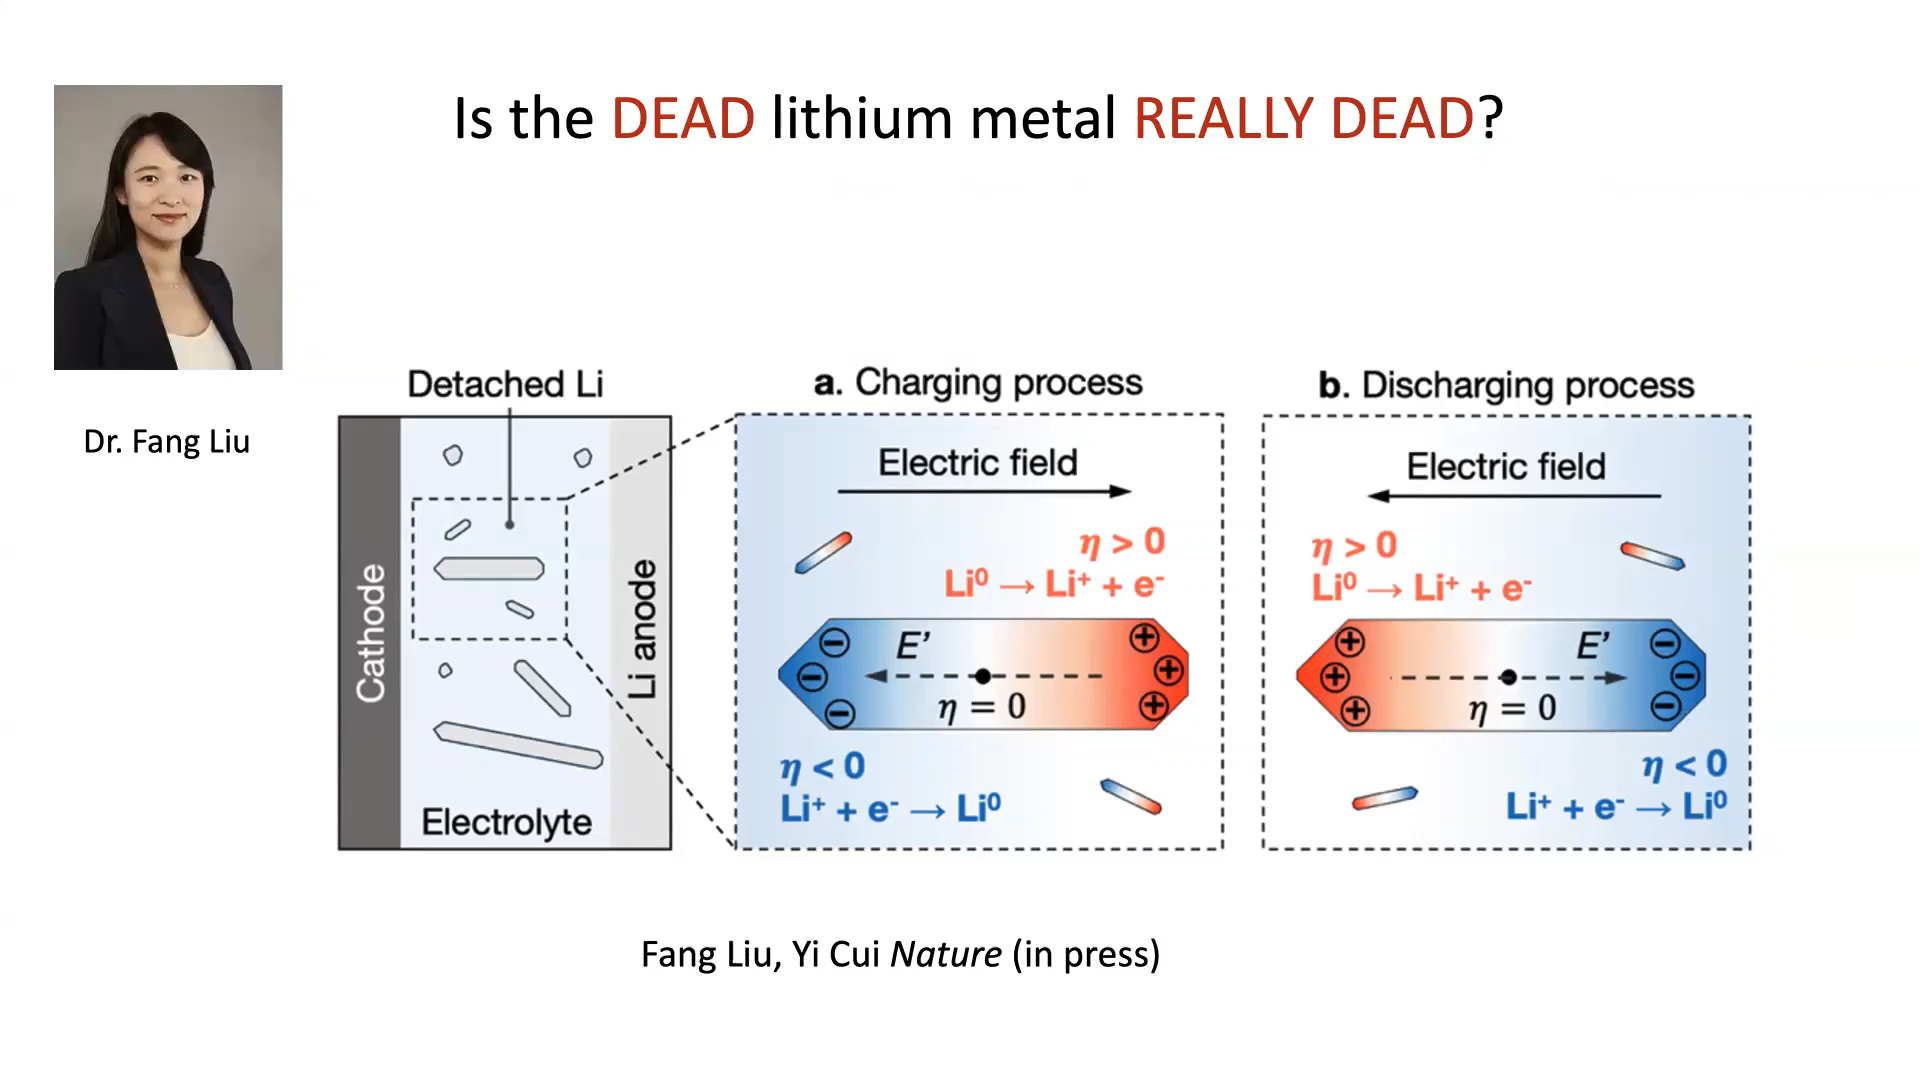 Is the DEAD lithium metal REALLY DEAD?
Dr. Fang Liu
Detached Li
Cathode
Li anode
Electrolyte
a. Charging process
Electric field
η > 0
Li⁰ → Li⁺ + e⁻
E’
η = 0
η < 0
Li⁺ + e⁻ → Li⁰
b. Discharging process
Electric field
η > 0
Li⁰ → Li⁺ + e⁻
E’
η = 0
η < 0
Li⁺ + e⁻ → Li⁰
Fang Liu, Yi Cui Nature (in press)